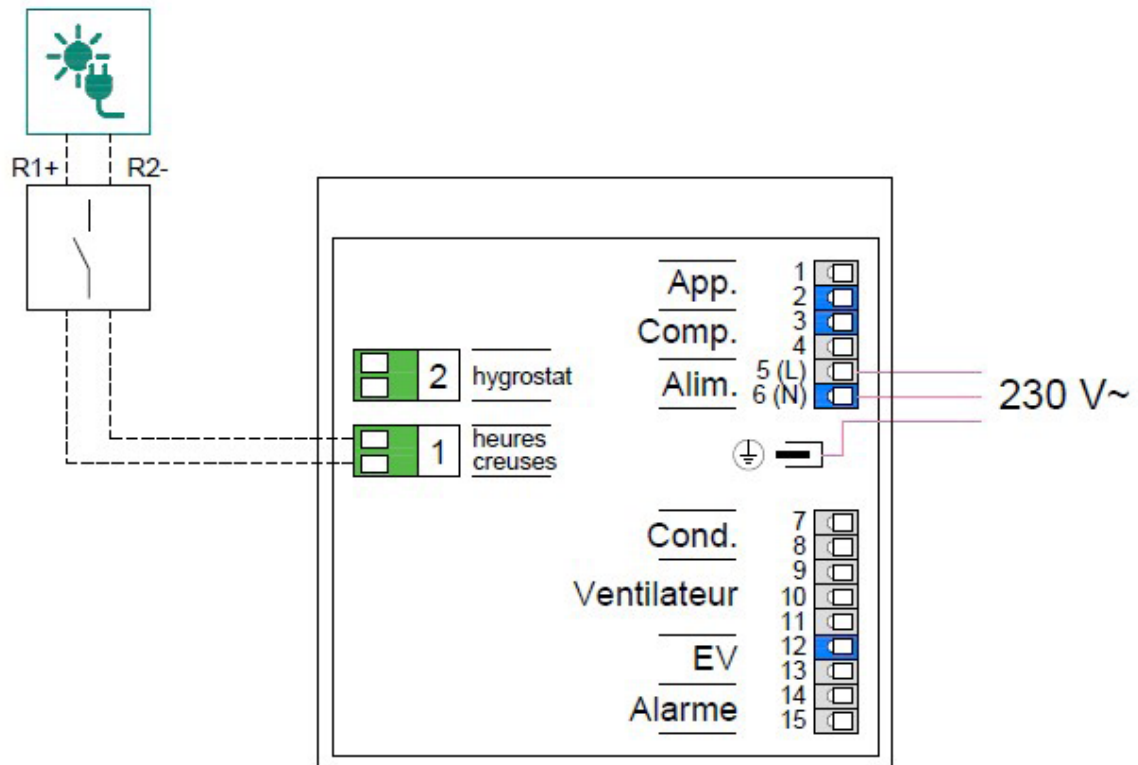 R1+ R2-
App.
1
2
Comp.
3
4
Alim.
5 (L)
6 (N)
230 V~
2 hygrostat
1 heures
creuses
Cond.
7
8
Ventilateur
9
10
11
EV
12
13
Alarme
14
15